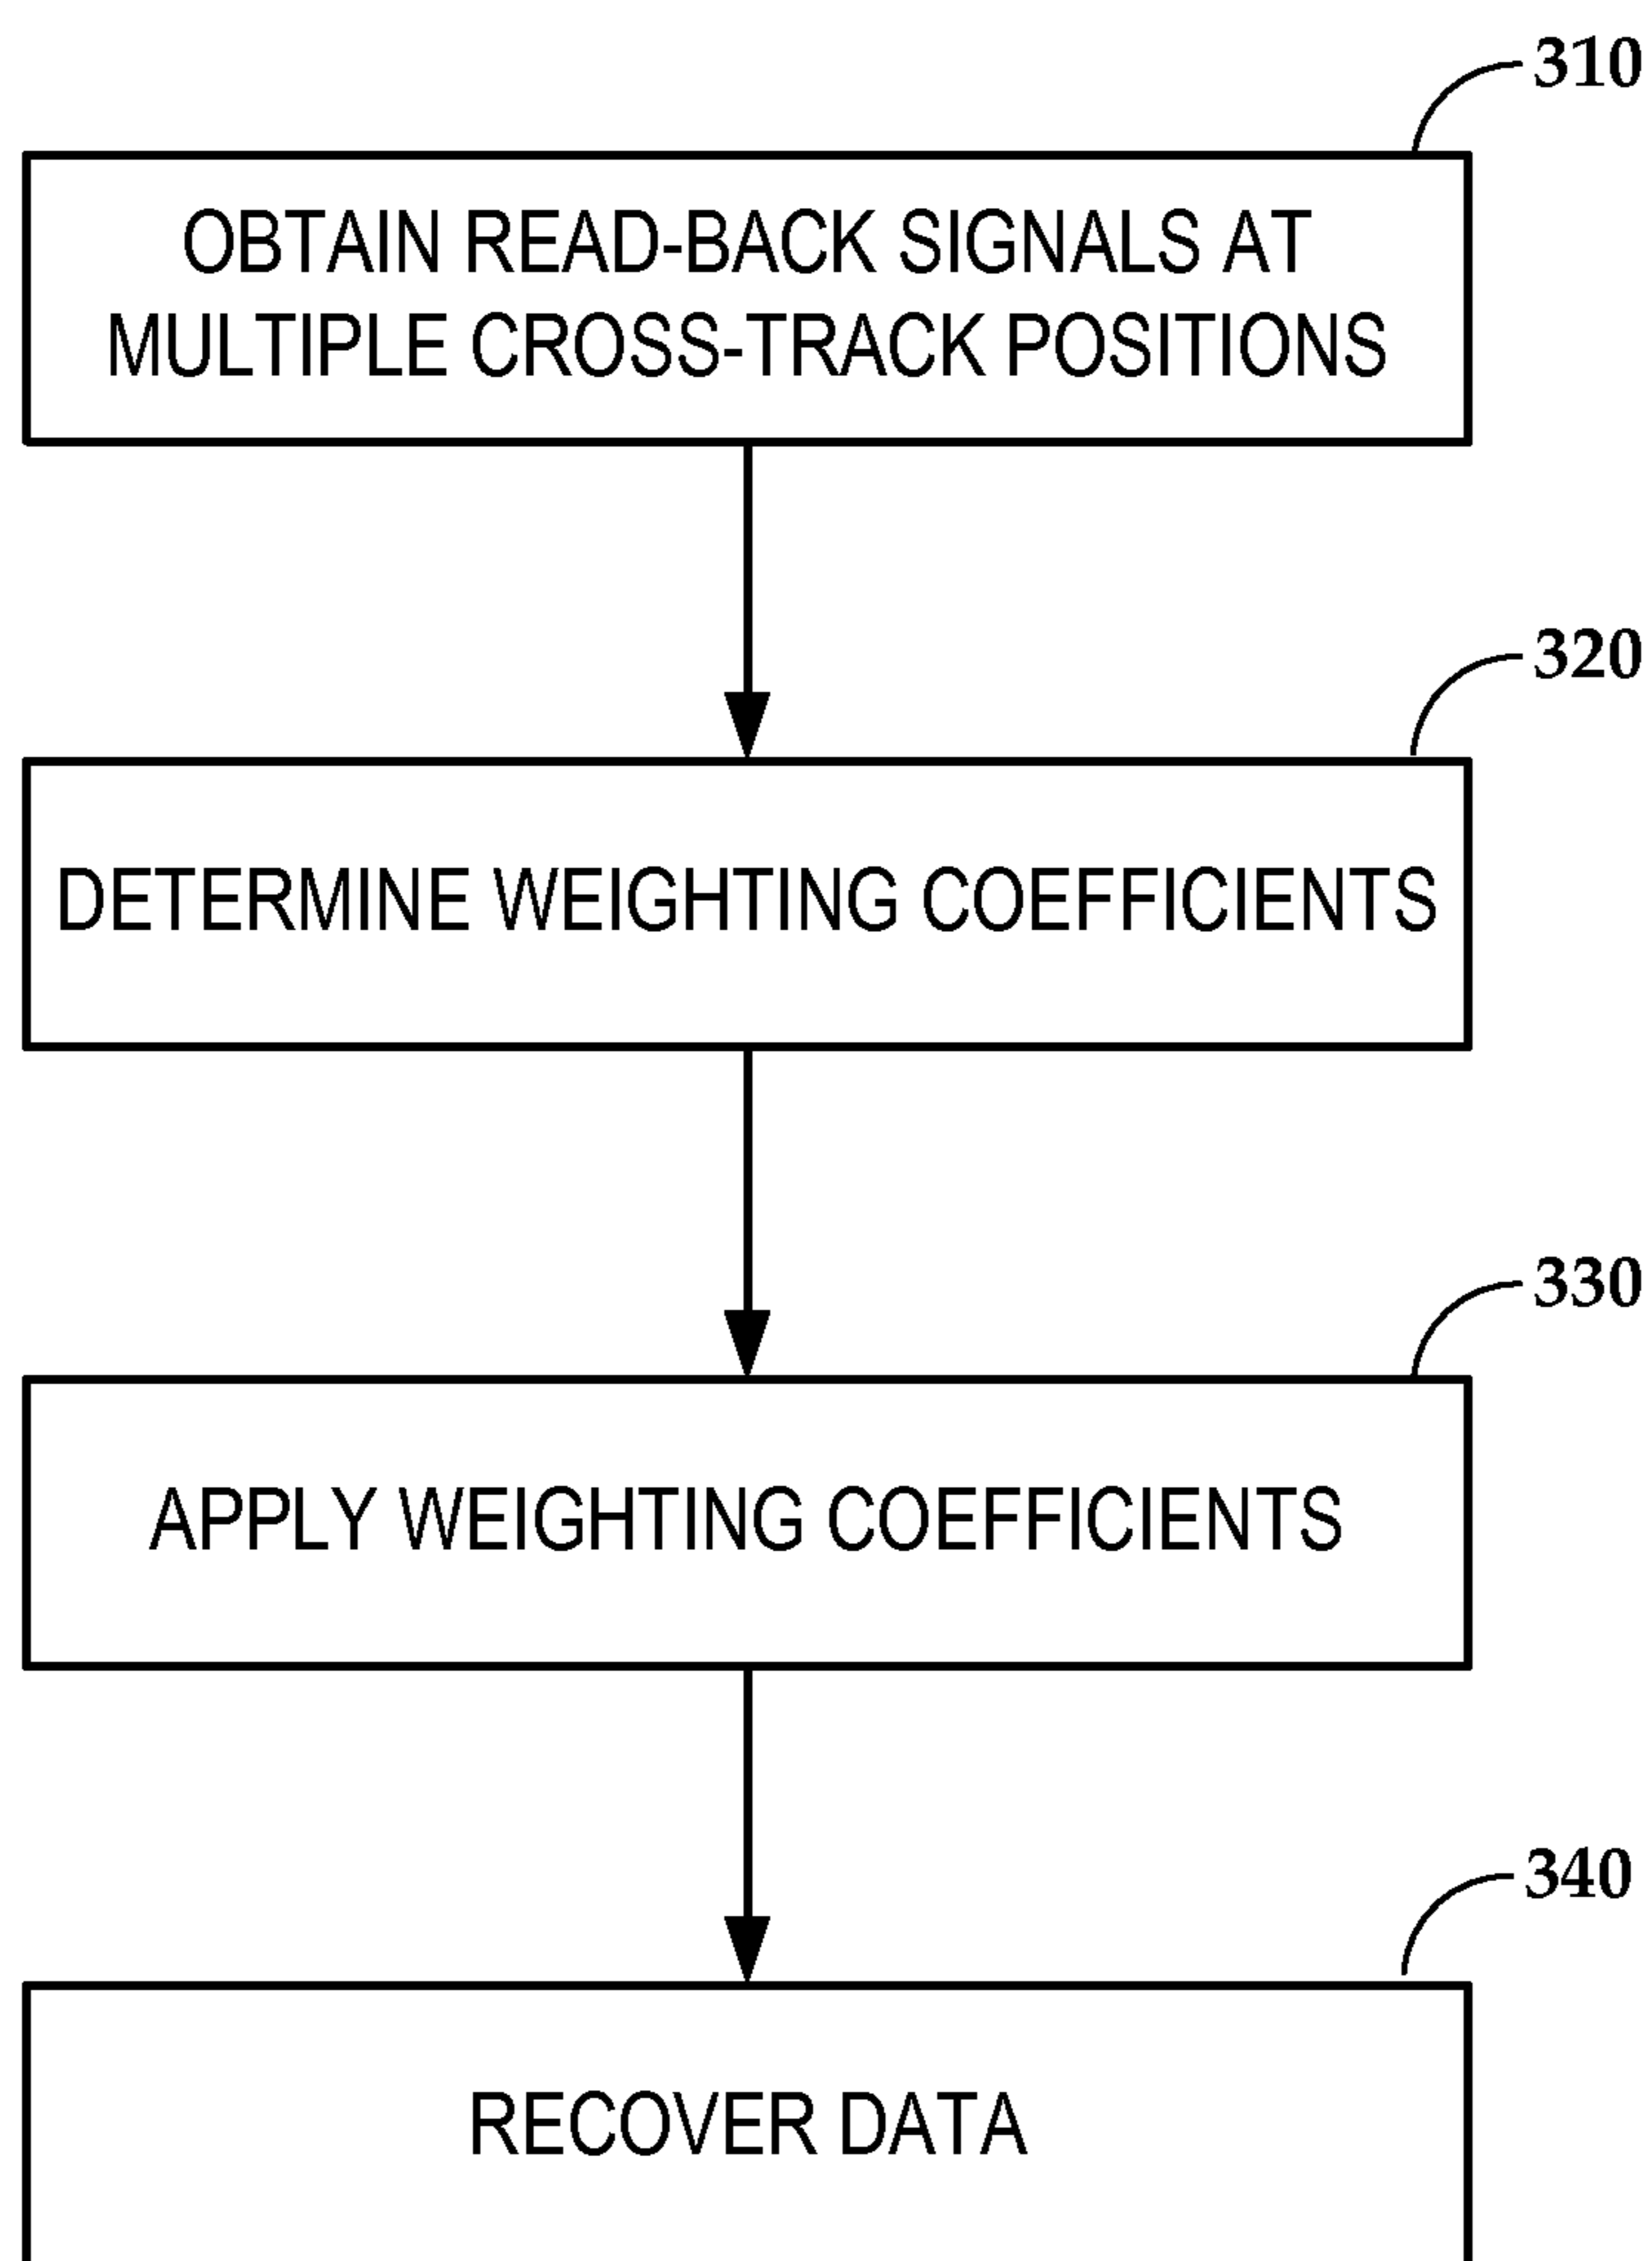 310
OBTAIN READ-BACK SIGNALS AT
MULTIPLE CROSS-TRACK POSITIONS
320
DETERMINE WEIGHTING COEFFICIENTS
330
APPLY WEIGHTING COEFFICIENTS
340
RECOVER DATA